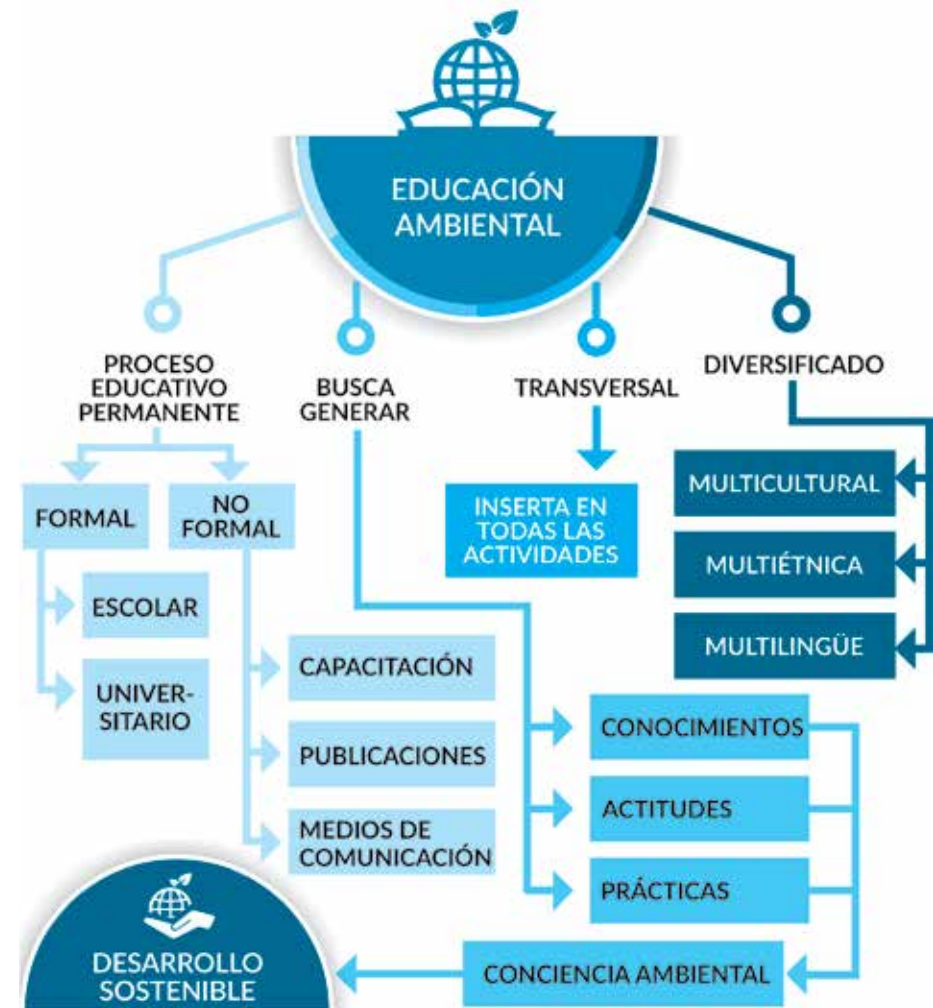 EDUCACIÓN
AMBIENTAL
PROCESO
EDUCATIVO
PERMANENTE
BUSCA
GENERAR
TRANSVERSAL
DIVERSIFICADO
FORMAL
NO
FORMAL
ESCOLAR
UNIVER-
SITARIO
CAPACITACIÓN
PUBLICACIONES
MEDIOS DE
COMUNICACIÓN
INSERTA EN
TODAS LAS
ACTIVIDADES
MULTICULTURAL
MULTIÉTNICA
MULTILINGÜE
CONOCIMIENTOS
ACTITUDES
PRÁCTICAS
CONCIENCIA AMBIENTAL
DESARROLLO
SOSTENIBLE